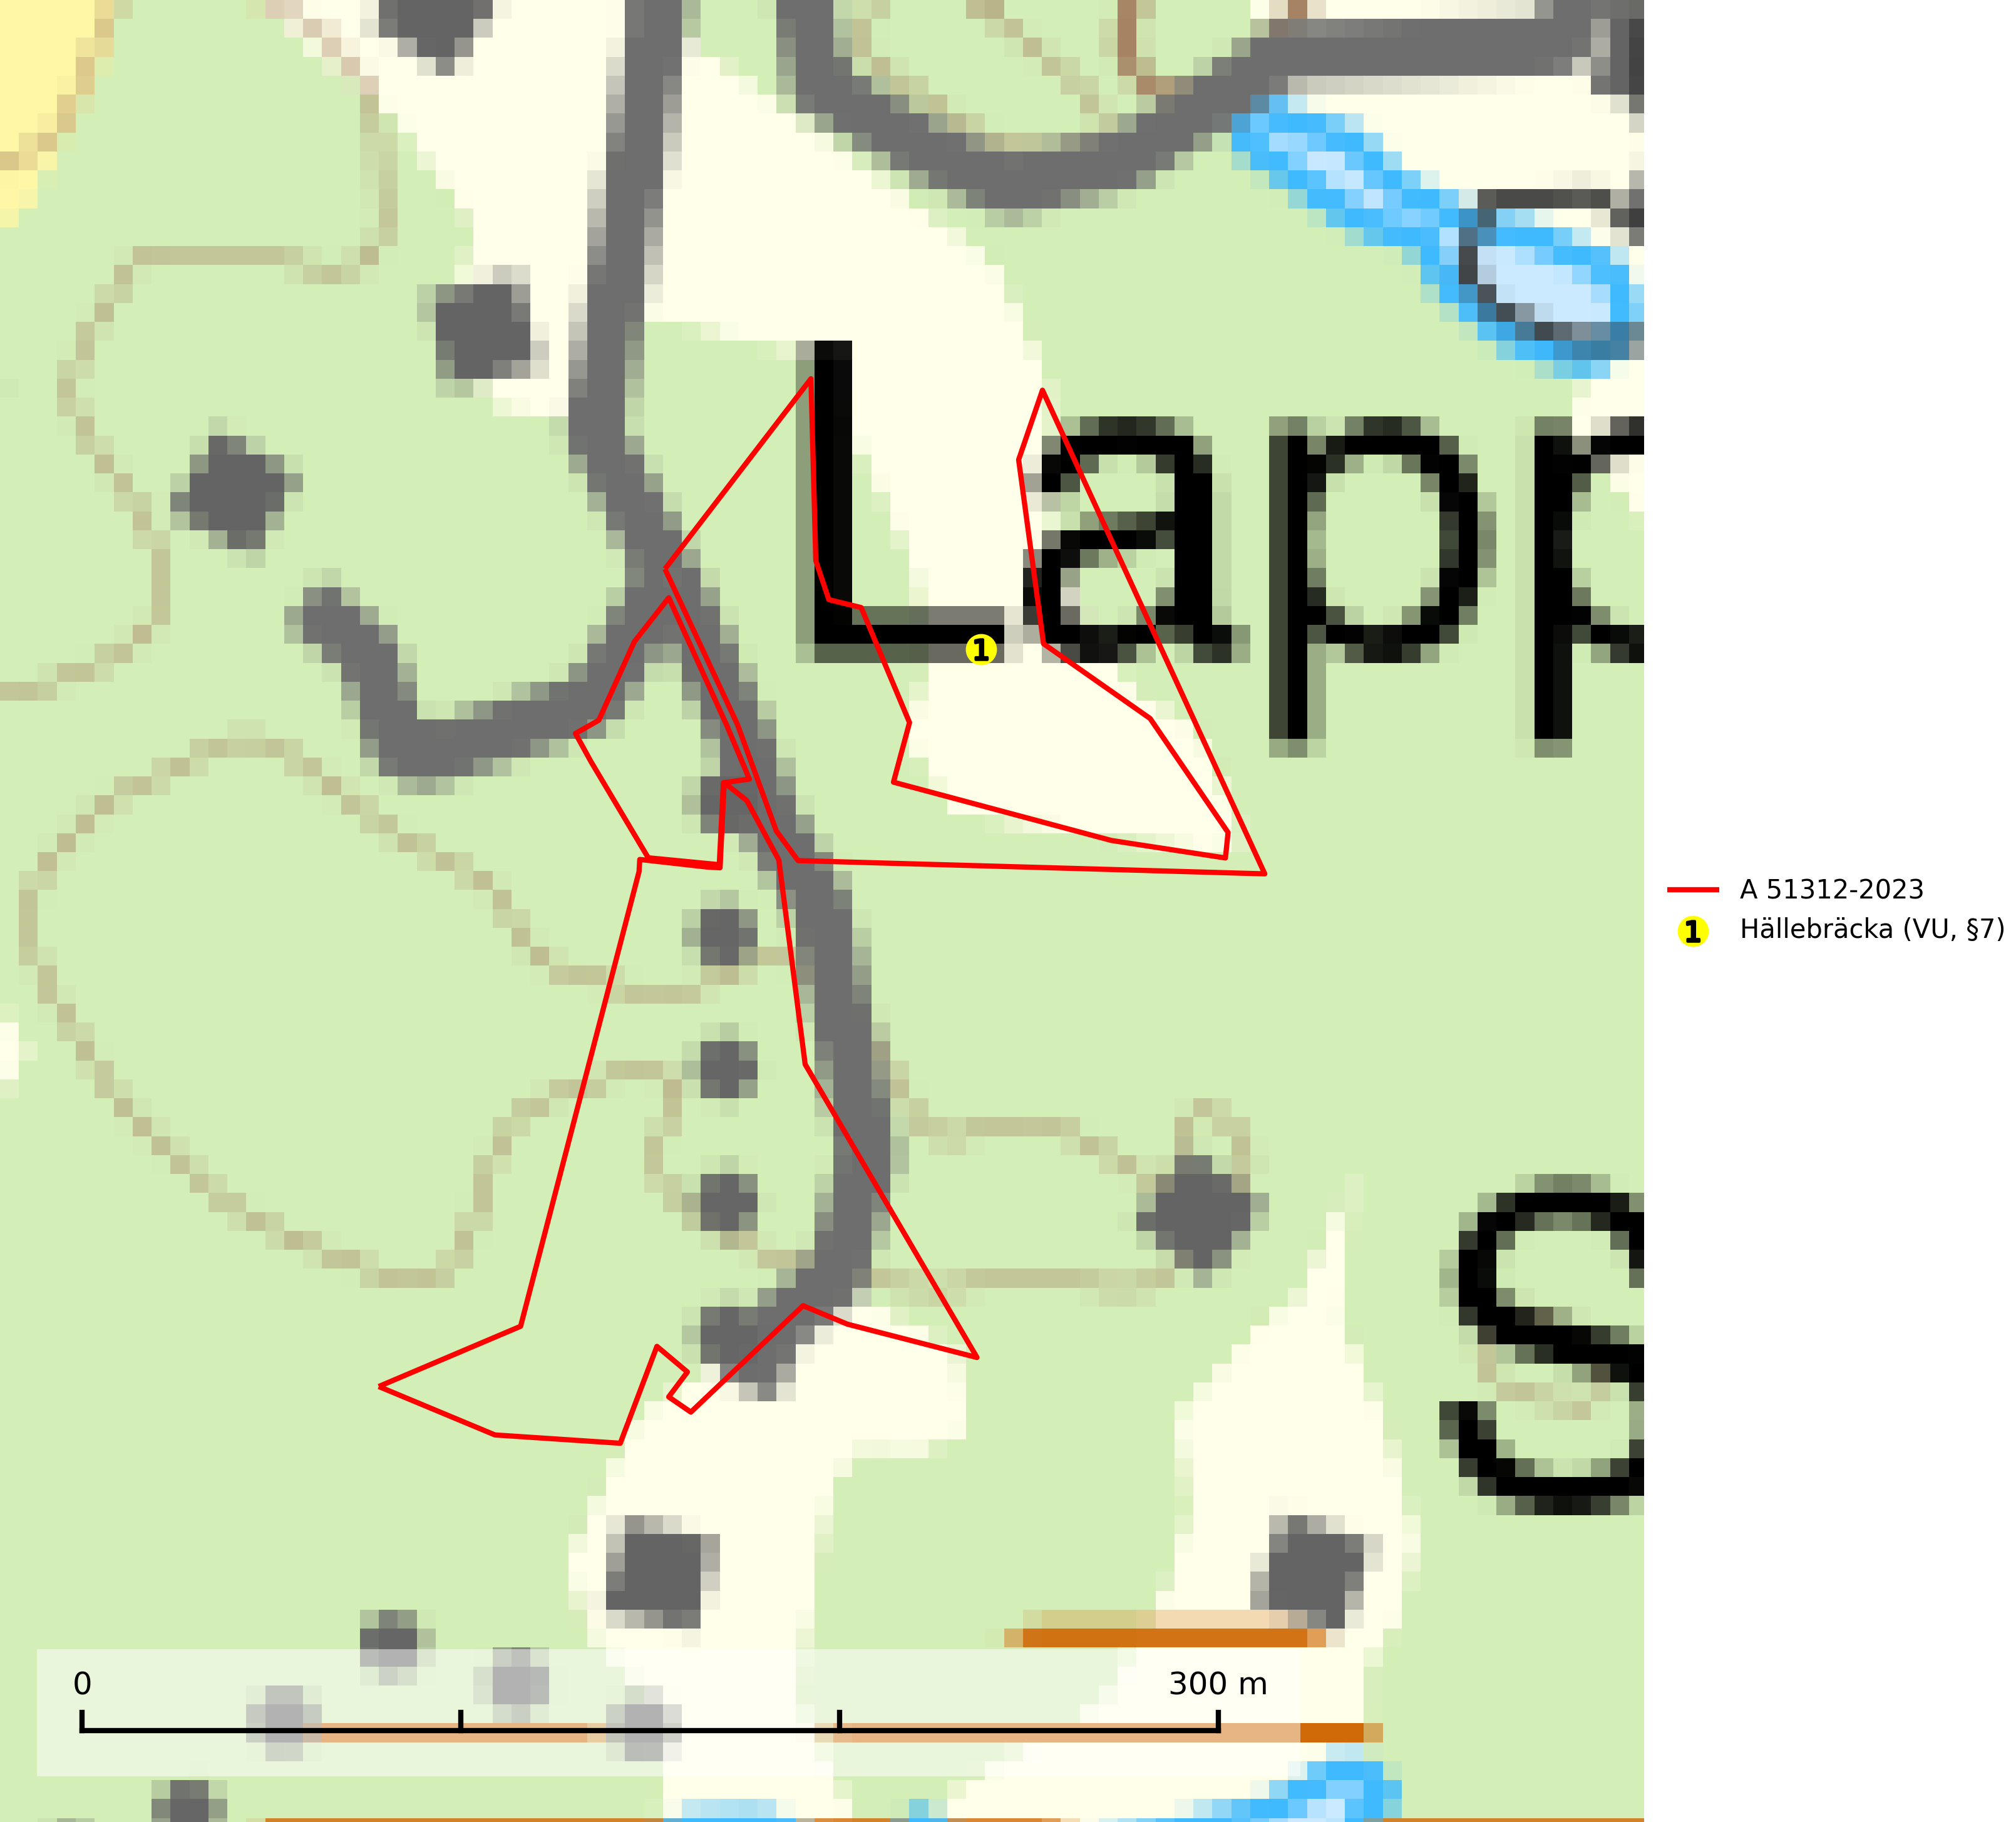 Lapp
1
A 51312-2023
1 Hällebräcka (VU, §7)
S
0 300 m